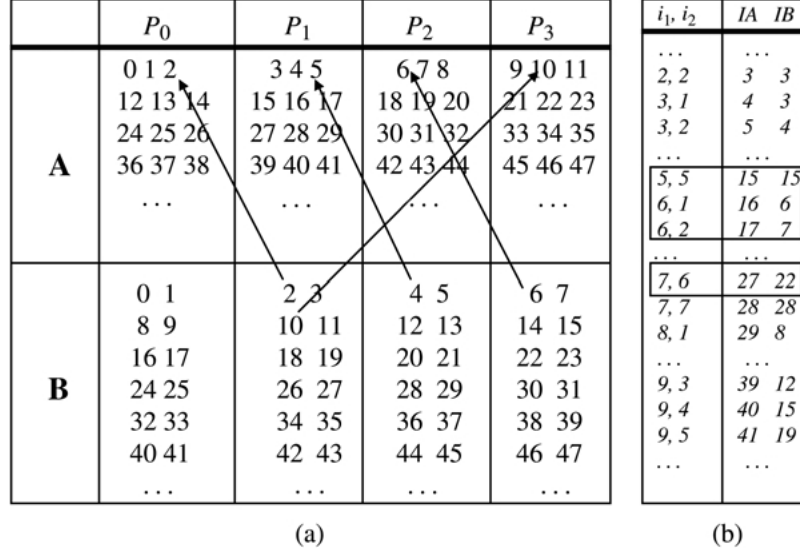 P0 P1 P2 P3
A
0 1 2 3 4 5 6 7 8 9 10 11
12 13 14 15 16 17 18 19 20 21 22 23
24 25 26 27 28 29 30 31 32 33 34 35
36 37 38 39 40 41 42 43 44 45 46 47
... ... ... ...
B
0 1 2 3 4 5 6 7
8 9 10 11 12 13 14 15
16 17 18 19 20 21 22 23
24 25 26 27 28 29 30 31
32 33 34 35 36 37 38 39
40 41 42 43 44 45 46 47
... ... ... ...
(a)
i1, i2 IA IB
... ...
2, 2 3 3
3, 1 4 3
3, 2 5 4
... ...
5, 5 15 15
6, 1 16 6
6, 2 17 7
... ...
7, 6 27 22
7, 7 28 28
8, 1 29 8
... ...
9, 3 39 12
9, 4 40 15
9, 5 41 19
... ...
(b)